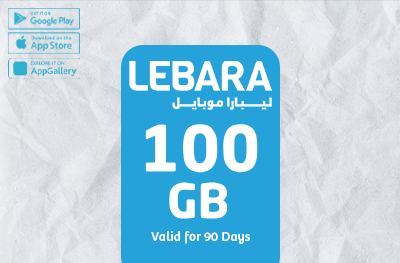 GET IT ON
Google Play
Download on the
App Store
EXPLORE IT ON
AppGallery
LEBARA
ليبارا موبايل
100
GB
Valid for 90 Days